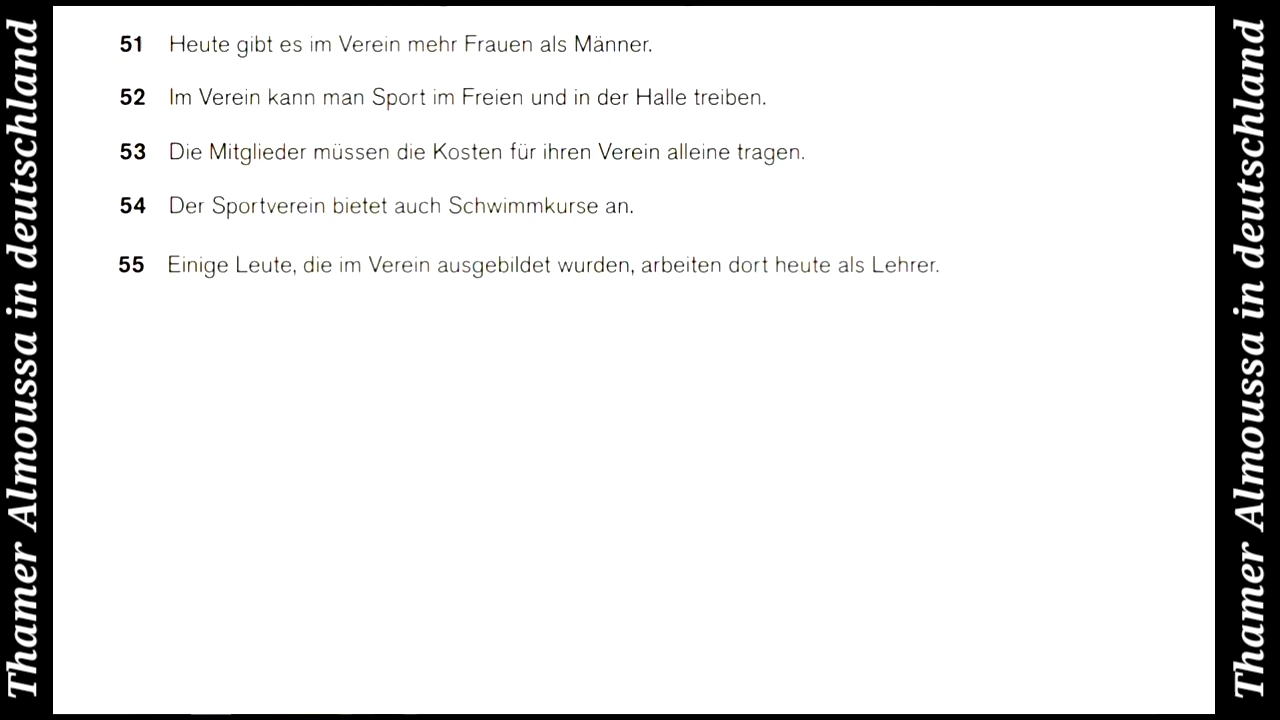 Thamer Almoussa in deutschland
51 Heute gibt es im Verein mehr Frauen als Männer.
52 Im Verein kann man Sport im Freien und in der Halle treiben.
53 Die Mitglieder müssen die Kosten für ihren Verein alleine tragen.
54 Der Sportverein bietet auch Schwimmkurse an.
55 Einige Leute, die im Verein ausgebildet wurden, arbeiten dort heute als Lehrer.
Thamer Almoussa in deutschland